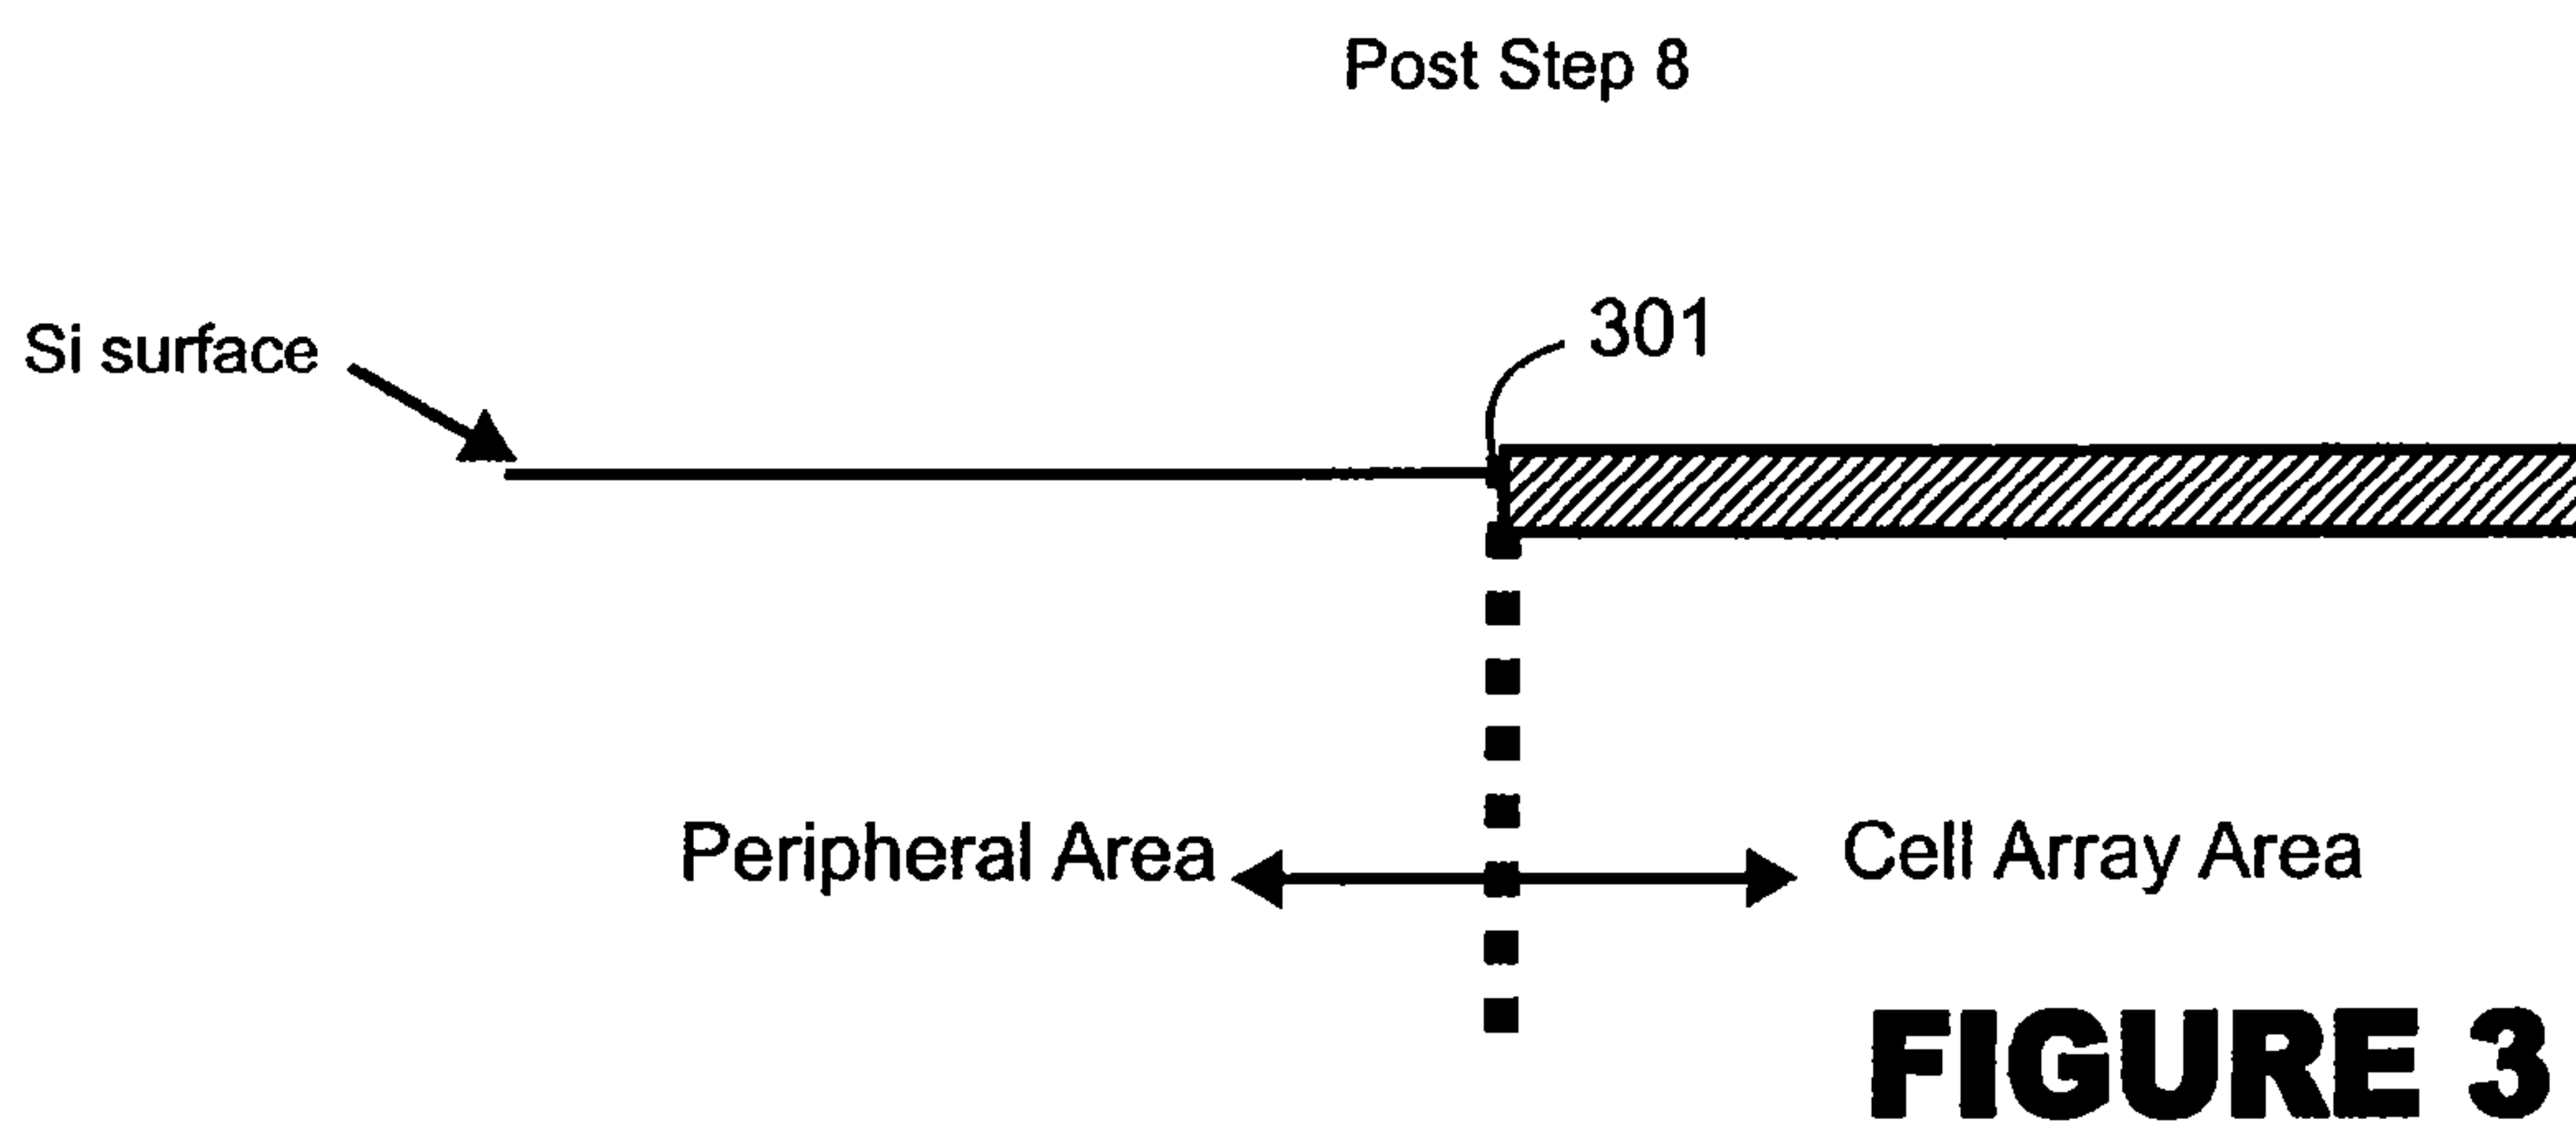 Post Step 8
301
Si surface
Peripheral Area
Cell Array Area
FIGURE 3